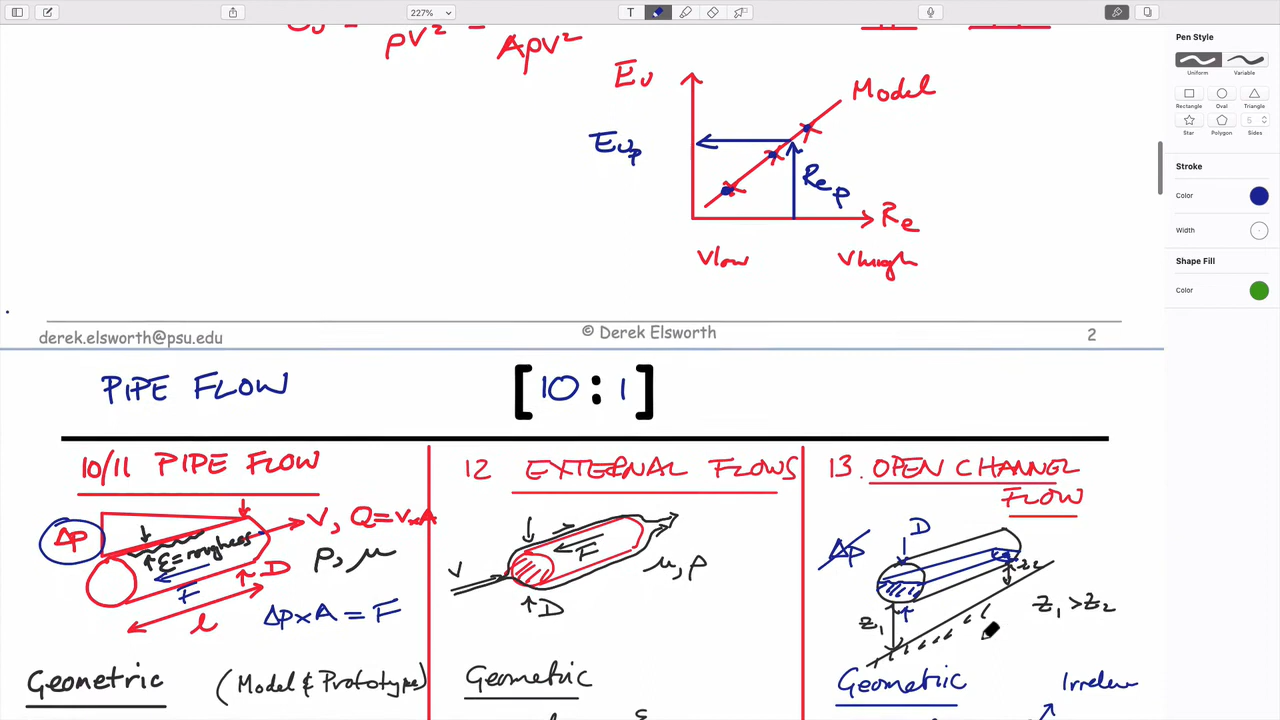 227%
T
Pen Style
Uniform Variable
Rectangle Oval Triangle
Star Polygon Sides
5
Stroke
Color
Width
Shape Fill
Color
ρV² AρV²
Eu
Model
Eup
Rep
Re
Vlow Vhigh
derek.elsworth@psu.edu © Derek Elsworth 2
PIPE FLOW [10:1]
10/11 PIPE FLOW
V, Q=V×A
Δp
ε=roughness
ρ, μ
D
F
l
Δp×A = F
Geometric (Model & Prototype)
12 EXTERNAL FLOWS
F
V
μ,ρ
D
Geometric
13. OPEN CHANNEL
FLOW
Δp
D
z2
z1
z1 > z2
Geometric